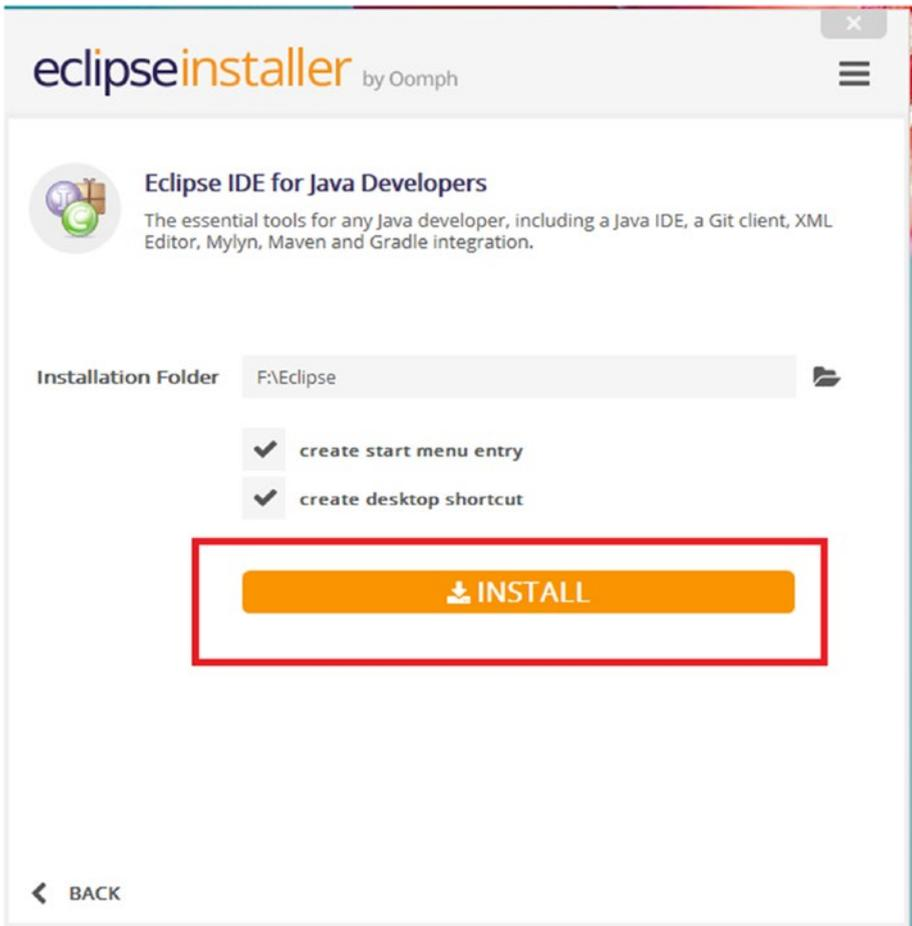 eclipseinstaller by Oomph
Eclipse IDE for Java Developers
The essential tools for any Java developer, including a Java IDE, a Git client, XML
Editor, Mylyn, Maven and Gradle integration.
Installation Folder F:\Eclipse
create start menu entry
create desktop shortcut
INSTALL
BACK